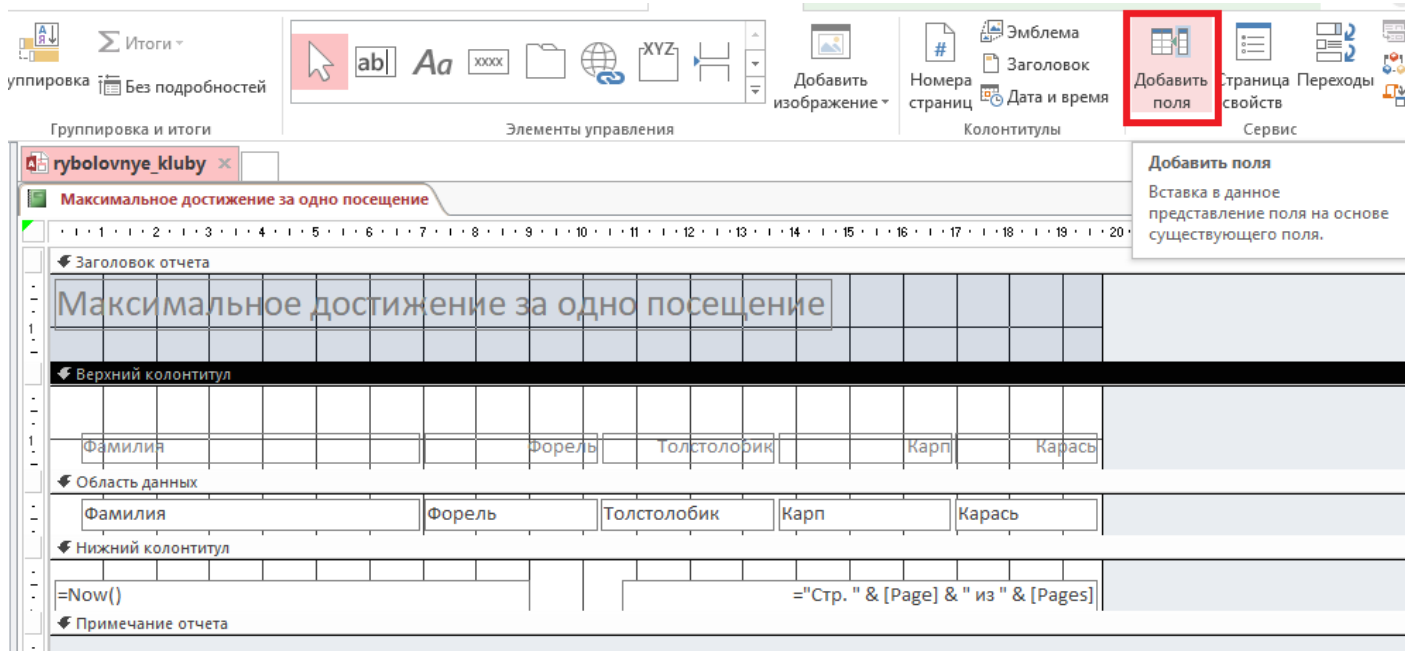 Итоги
уппировка
Без подробностей
Группировка и итоги
ab|
Aa
xxxx
XYZ
Элементы управления
Добавить
изображение
#
Номера
страниц
Эмблема
Заголовок
Дата и время
Колонтитулы
Добавить
поля
Страница
свойств
Переходы
Сервис
rybolovnye_kluby ×
Добавить поля
Вставка в данное
представление поля на основе
существующего поля.
Максимальное достижение за одно посещение
1 2 3 4 5 6 7 8 9 10 11 12 13 14 15 16 17 18 19 20
Заголовок отчета
Максимальное достижение за одно посещение
1
Верхний колонтитул
1
Фамилия Форель Толстолобик Карп Карась
Область данных
Фамилия Форель Толстолобик Карп Карась
Нижний колонтитул
=Now() ="Стр. " & [Page] & " из " & [Pages]
Примечание отчета